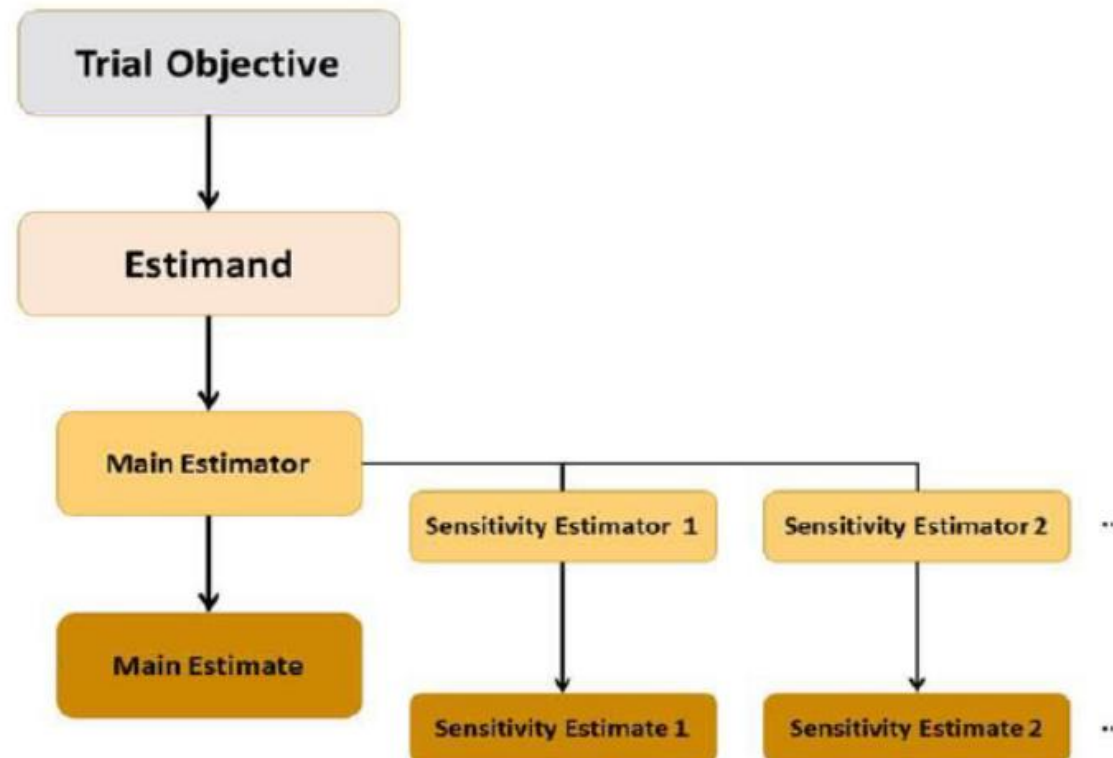 Trial Objective
Estimand
Main Estimator
Sensitivity Estimator 1
Sensitivity Estimator 2
..
Main Estimate
Sensitivity Estimate 1
Sensitivity Estimate 2
..